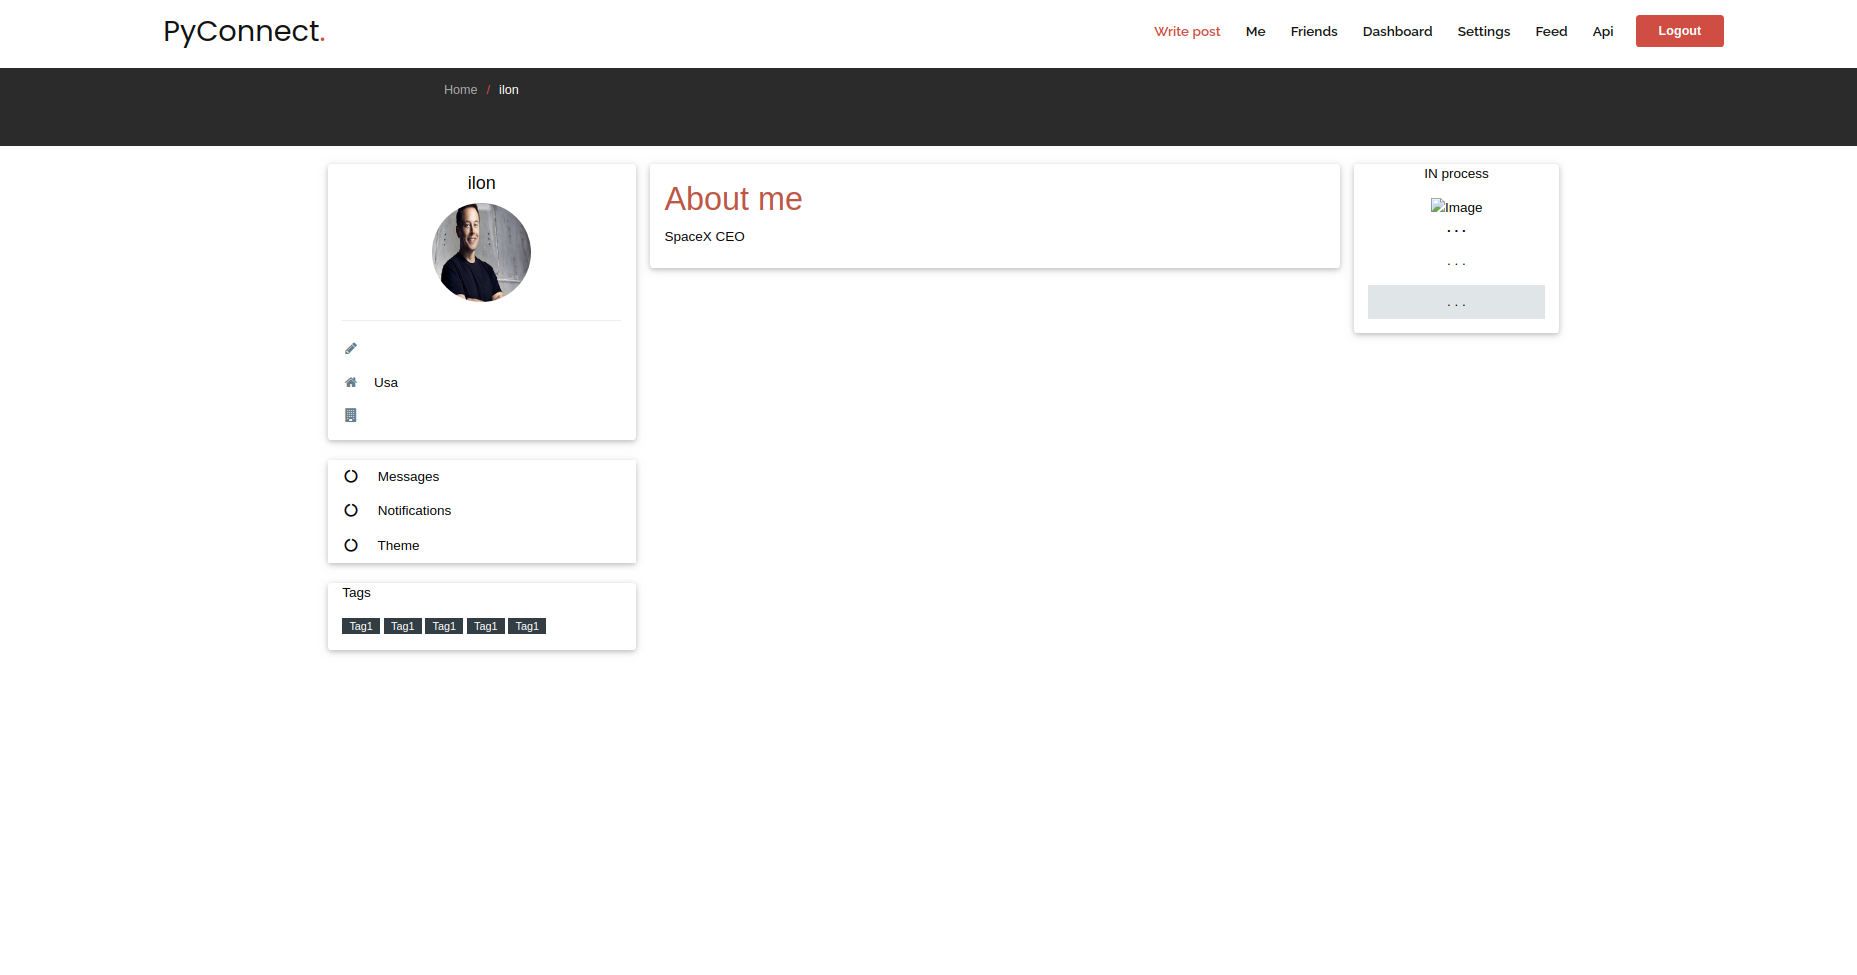 PyConnect.
Write post Me Friends Dashboard Settings Feed Api Logout
Home / ilon
ilon
Usa
Messages
Notifications
Theme
Tags
Tag1 Tag1 Tag1 Tag1 Tag1
About me
SpaceX CEO
IN process
Image
...
...
...